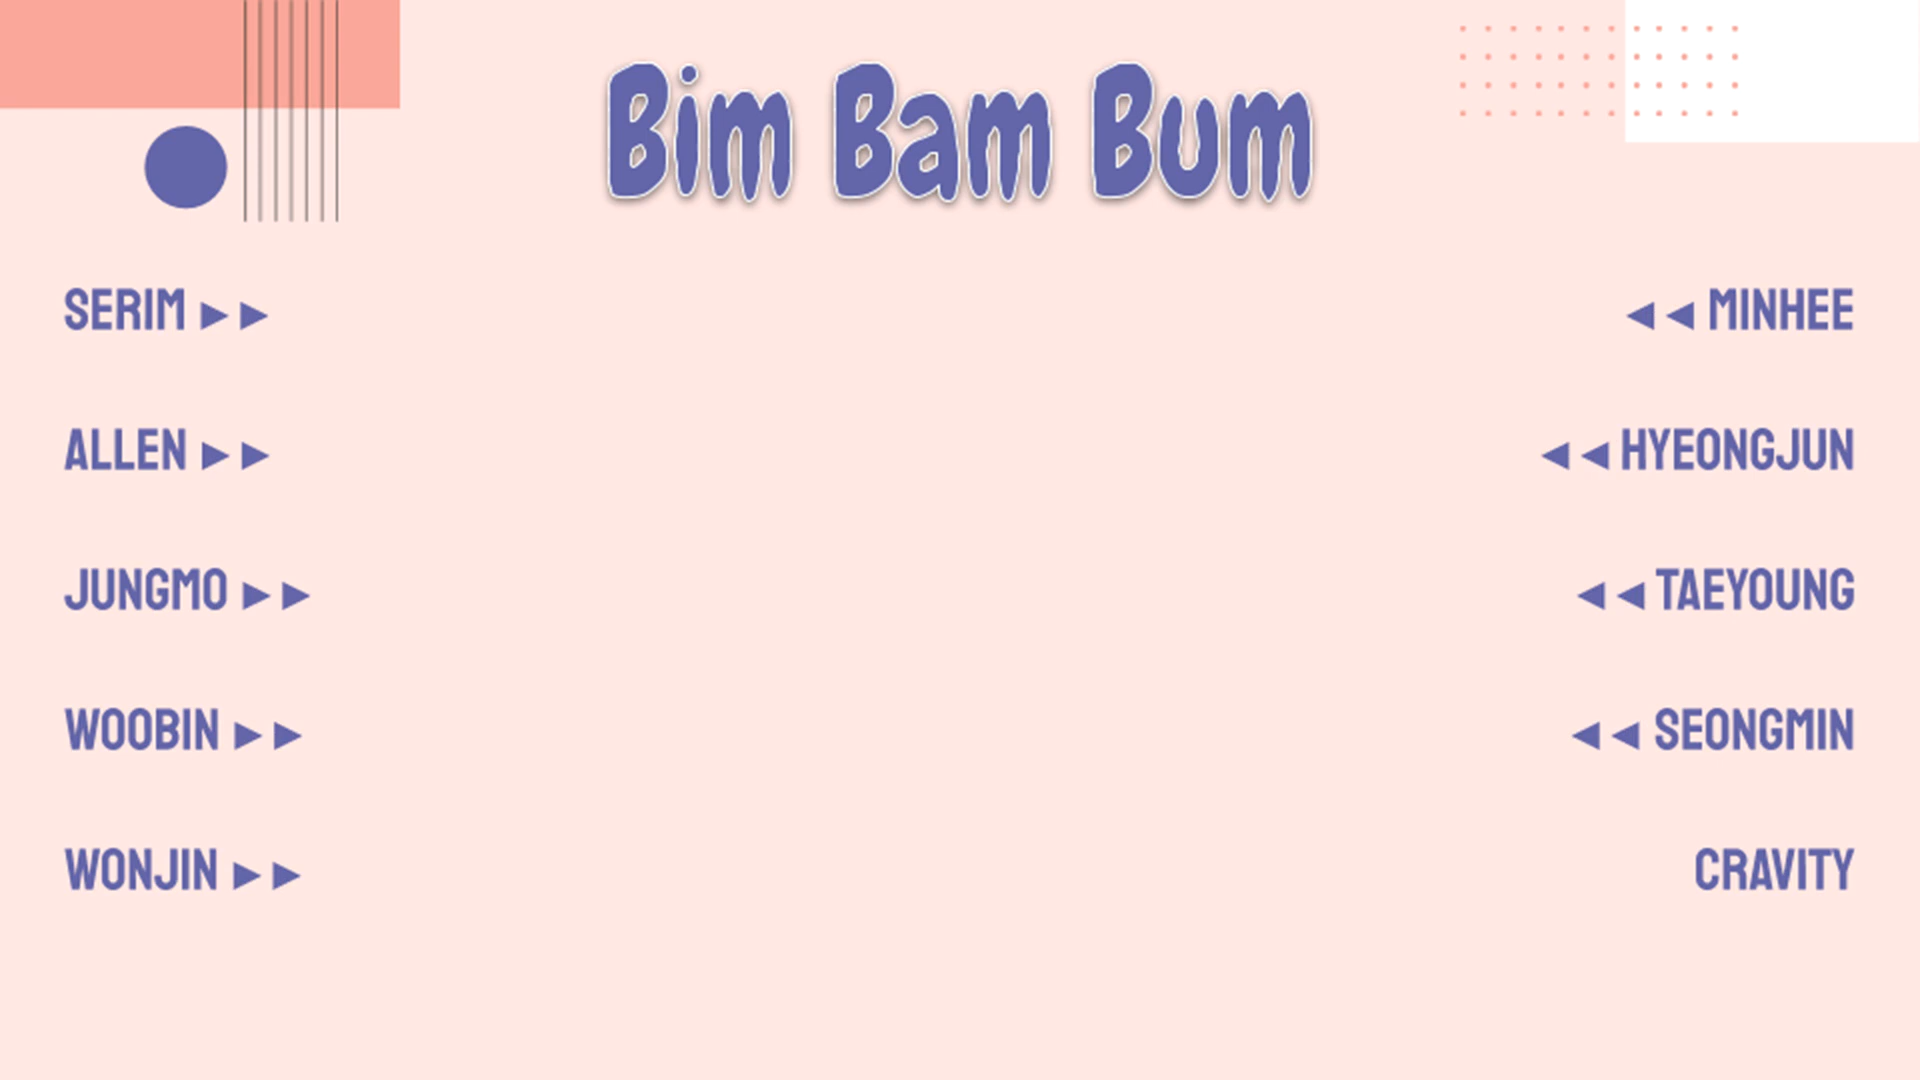 Bim Bam Bum
SERIM ▶ ▶
ALLEN ▶ ▶
JUNGMO ▶ ▶
WOOBIN ▶ ▶
WONJIN ▶ ▶
◀ ◀ MINHEE
◀ ◀ HYEONGJUN
◀ ◀ TAEYOUNG
◀ ◀ SEONGMIN
CRAVITY